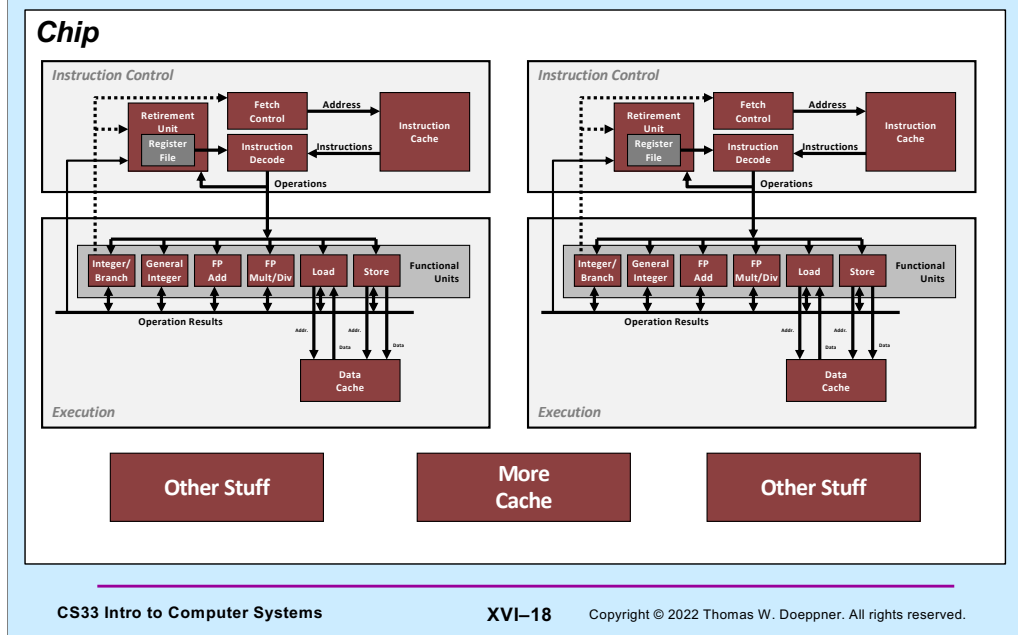 Chip
Instruction Control
Retirement
Unit
Register
File
Fetch
Control
Address
Instruction
Cache
Instruction
Decode
Instructions
Operations
Integer/
Branch
General
Integer
FP
Add
FP
Mult/Div
Load
Store
Functional
Units
Operation Results
Addr.
Addr.
Data
Data
Data
Cache
Execution
Instruction Control
Retirement
Unit
Register
File
Fetch
Control
Address
Instruction
Cache
Instruction
Decode
Instructions
Operations
Integer/
Branch
General
Integer
FP
Add
FP
Mult/Div
Load
Store
Functional
Units
Operation Results
Addr.
Addr.
Data
Data
Data
Cache
Execution
Other Stuff
More
Cache
Other Stuff
CS33 Intro to Computer Systems
XVI–18
Copyright © 2022 Thomas W. Doeppner. All rights reserved.